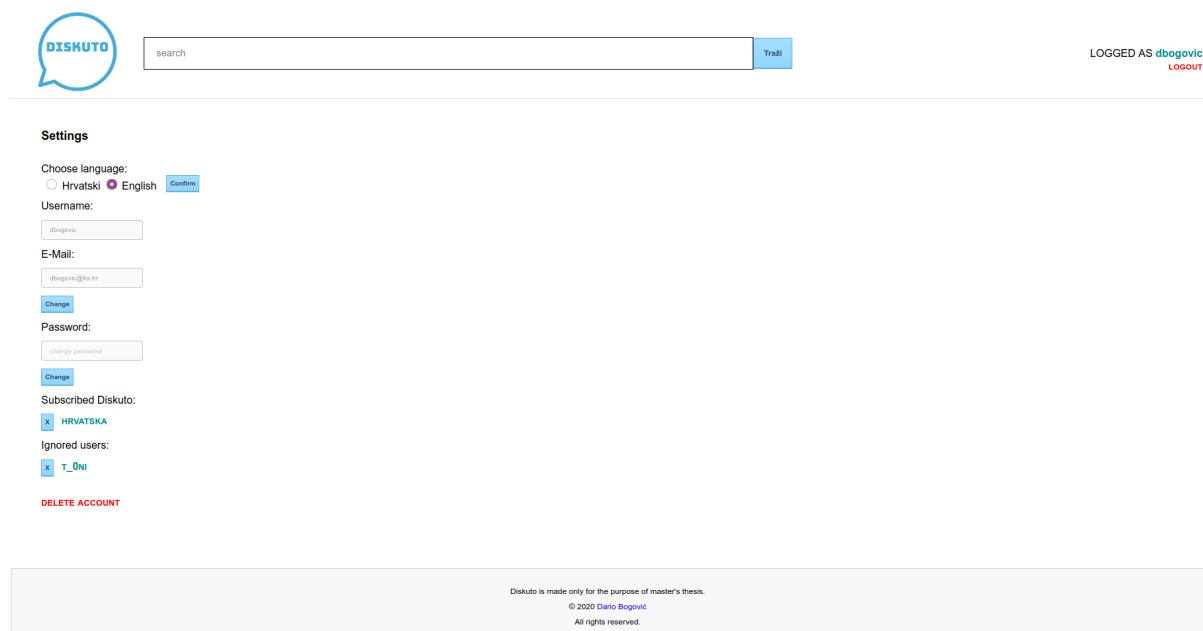 DISKUTO
search
Traži
LOGGED AS dbogovic
LOGOUT
Settings
Choose language:
Hrvatski English Confirm
Username:
dbogovic
E-Mail:
dbogovic@foi.hr
Change
Password:
change password
Change
Subscribed Diskuto:
x HRVATSKA
Ignored users:
x T_0NI
DELETE ACCOUNT
Diskuto is made only for the purpose of master's thesis.
© 2020 Dario Bogović
All rights reserved.